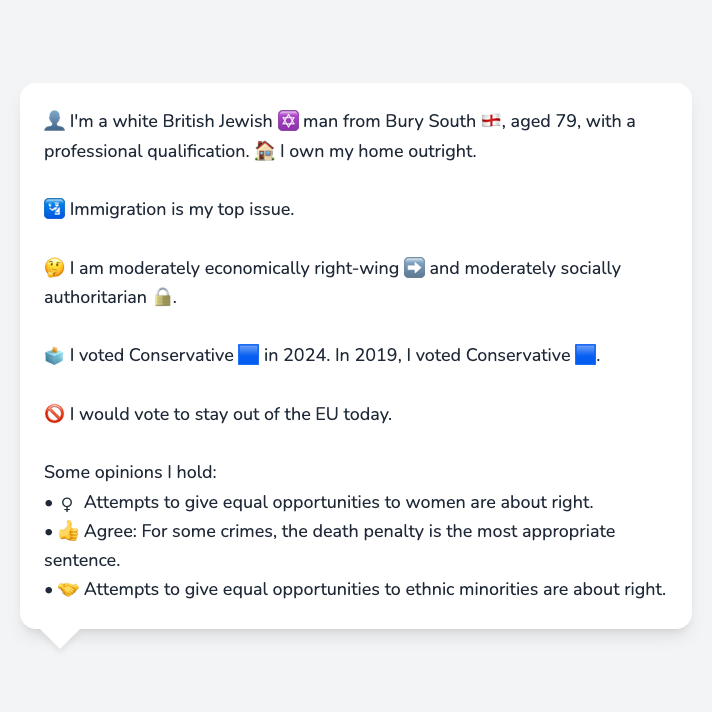 👤 I'm a white British Jewish ✡️ man from Bury South 🏴󠁧󠁢󠁥󠁮󠁧󠁿, aged 79, with a
professional qualification. 🏠 I own my home outright.
🛂 Immigration is my top issue.
🤔 I am moderately economically right-wing ➡️ and moderately socially
authoritarian 🔒.
🗳️ I voted Conservative 🟦 in 2024. In 2019, I voted Conservative 🟦.
🚫 I would vote to stay out of the EU today.
Some opinions I hold:
• ♀ Attempts to give equal opportunities to women are about right.
• 👍 Agree: For some crimes, the death penalty is the most appropriate
sentence.
• 🤝 Attempts to give equal opportunities to ethnic minorities are about right.